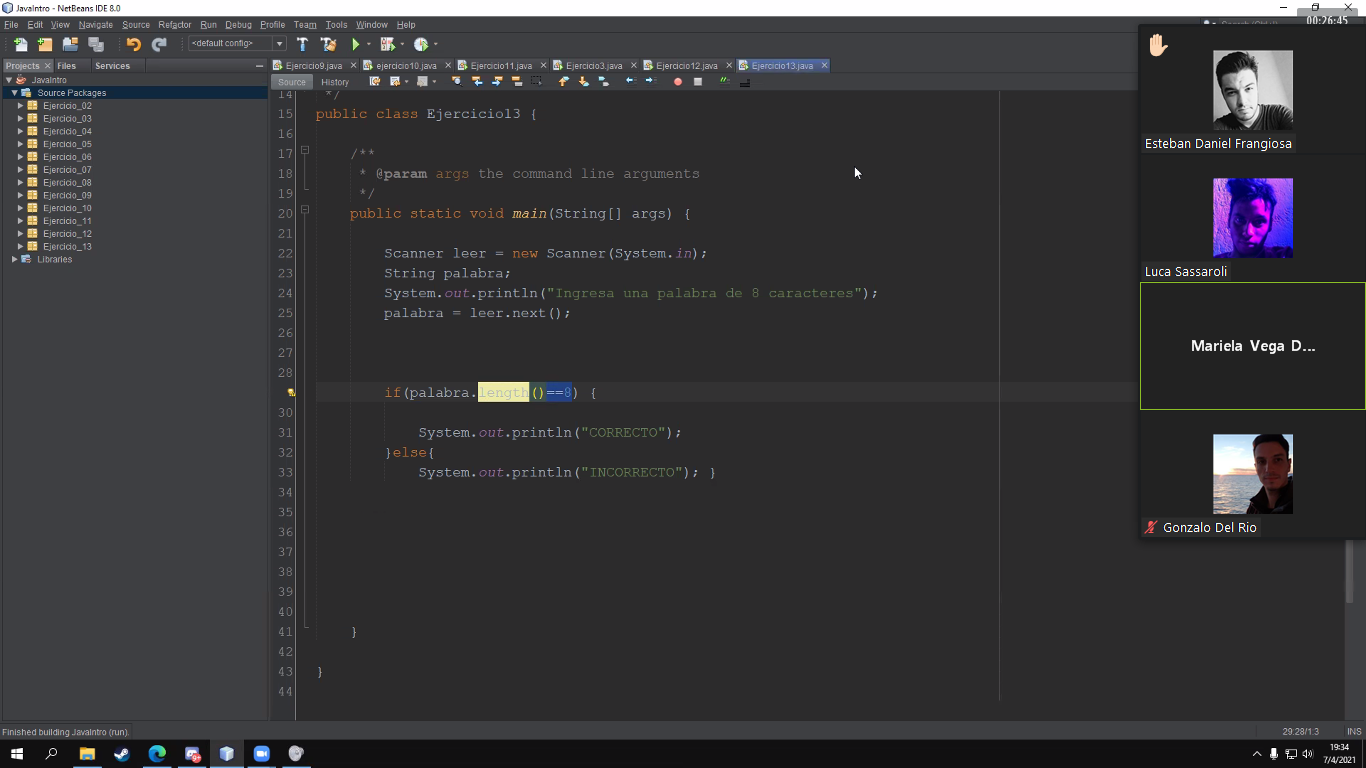 JavaIntro - NetBeans IDE 8.0
File Edit View Navigate Source Refactor Run Debug Profile Team Tools Window Help
00:26:45
<default config>
Projects Files Services
Ejercicio9.java ejercicio10.java Ejercicio11.java Ejercicio3.java Ejercicio12.java Ejercicio13.java
Source History
JavaIntro
Source Packages
Ejercicio_02
Ejercicio_03
Ejercicio_04
Ejercicio_05
Ejercicio_06
Ejercicio_07
Ejercicio_08
Ejercicio_09
Ejercicio_10
Ejercicio_11
Ejercicio_12
Ejercicio_13
Libraries
14 */
15 public class Ejercicio13 {
16
17 /**
18 * @param args the command line arguments
19 */
20 public static void main(String[] args) {
21
22 Scanner leer = new Scanner(System.in);
23 String palabra;
24 System.out.println("Ingresa una palabra de 8 caracteres");
25 palabra = leer.next();
26
27
28
if(palabra.length()==8) {
30
31 System.out.println("CORRECTO");
32 }else{
33 System.out.println("INCORRECTO"); }
34
35
36
37
38
39
40
41 }
42
43 }
44
Esteban Daniel Frangiosa
Luca Sassaroli
Mariela Vega D...
Gonzalo Del Rio
Finished building JavaIntro (run).
29:28/1:3 INS
19:34
7/4/2021